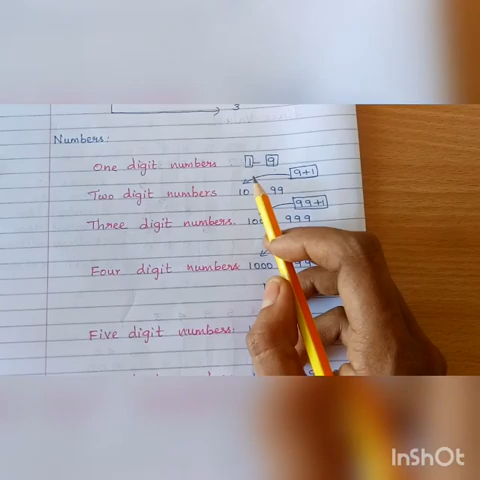 3
Numbers:
One digit numbers 1 - 9
9+1
Two digit numbers 10 99
99+1
Three digit numbers. 999
Four digit numbers 1000
Five digit numbers:
InShOt